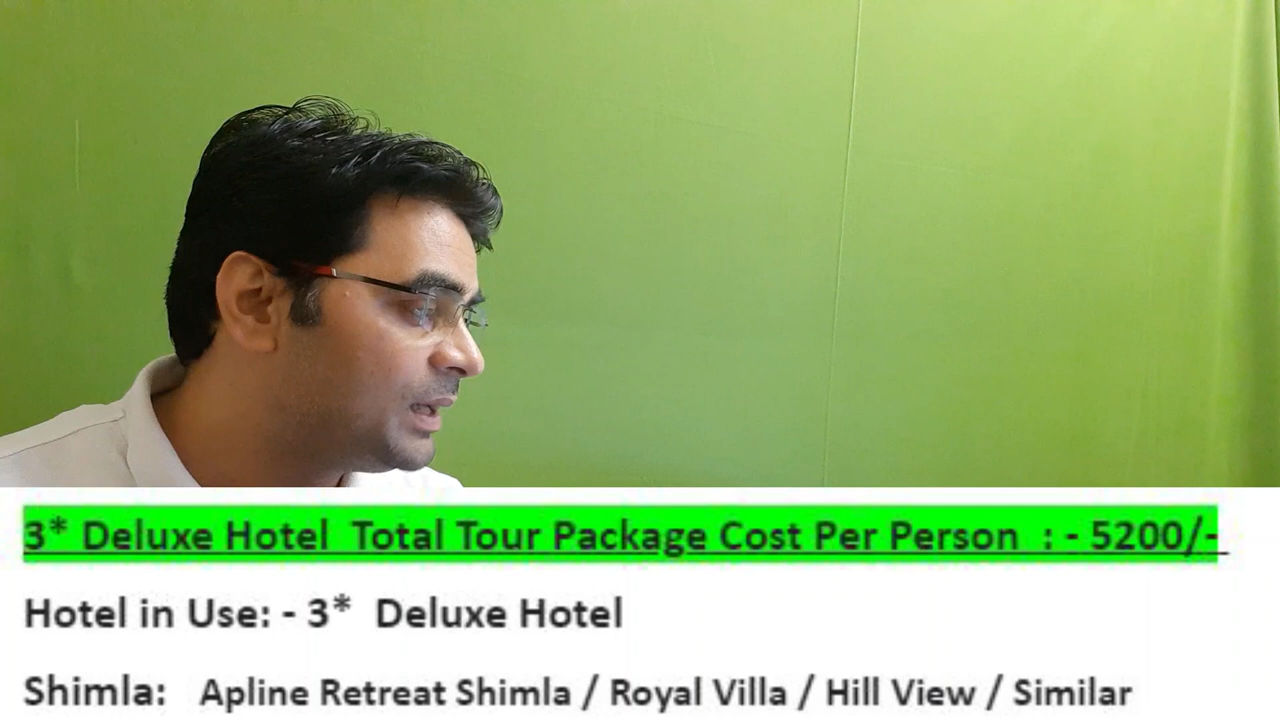 3* Deluxe Hotel Total Tour Package Cost Per Person : - 5200/-
Hotel in Use: - 3* Deluxe Hotel
Shimla: Apline Retreat Shimla / Royal Villa / Hill View / Similar